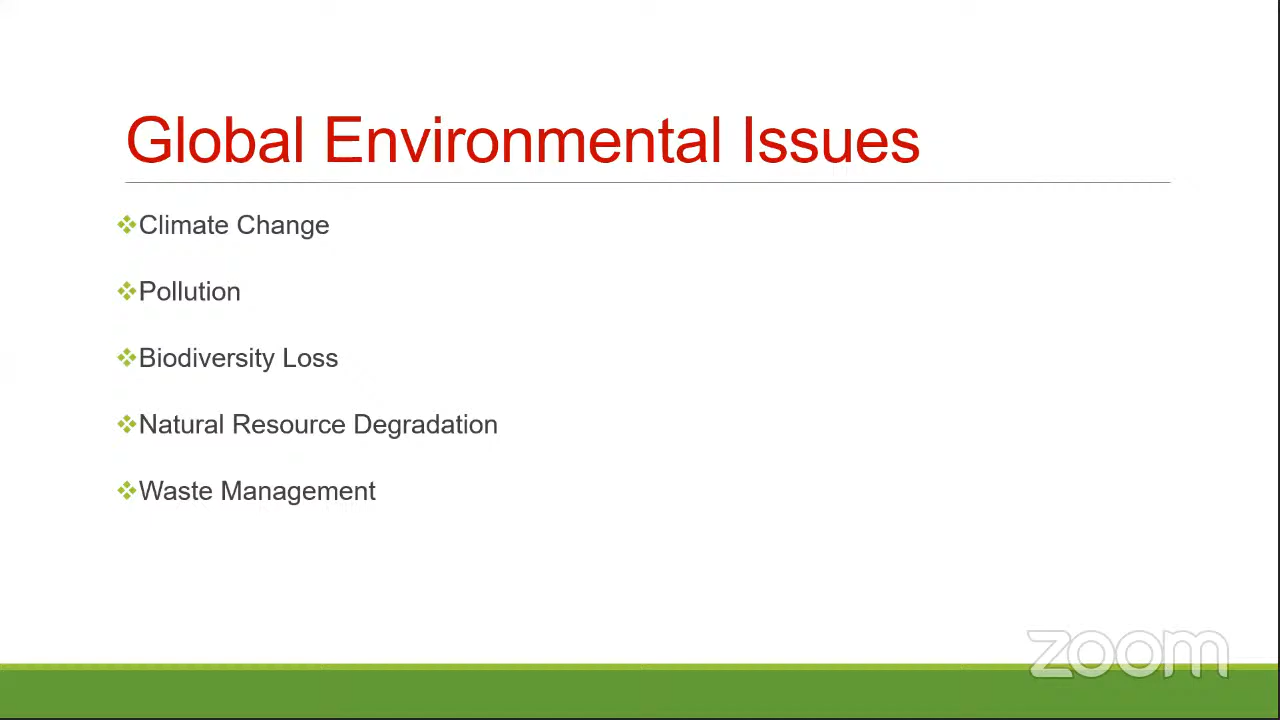 Global Environmental Issues
Climate Change
Pollution
Biodiversity Loss
Natural Resource Degradation
Waste Management
zoom